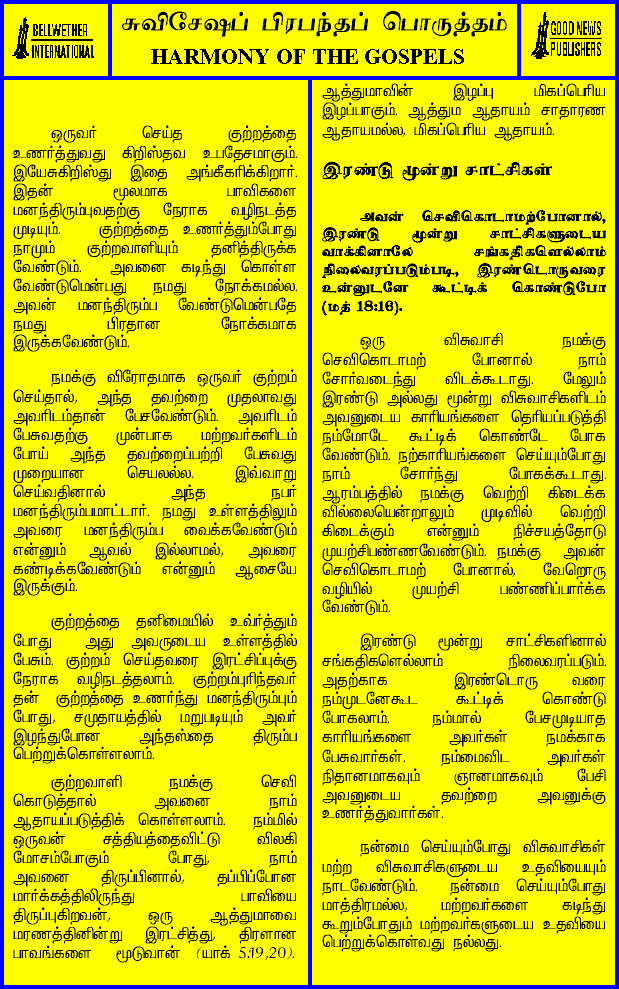 BELLWETHER
INTERNATIONAL
சுவிசேஷப் பிரபந்தப் பொருத்தம்
HARMONY OF THE GOSPELS
GOOD NEWS
PUBLISHERS
ஒருவர் செய்த குற்றத்தை
உணர்த்துவது கிறிஸ்தவ உபதேசமாகும்.
இயேசுகிறிஸ்து இதை அங்கீகரிக்கிறார்.
இதன் மூலமாக பாவிகளை
மனந்திரும்புவதற்கு நேராக வழிநடத்த
முடியும். குற்றத்தை உணர்த்தும்போது
நாமும் குற்றவாளியும் தனித்திருக்க
வேண்டும். அவனை கடிந்து கொள்ள
வேண்டுமென்பது நமது நோக்கமல்ல.
அவன் மனந்திரும்ப வேண்டுமென்பதே
நமது பிரதான நோக்கமாக
இருக்கவேண்டும்.
நமக்கு விரோதமாக ஒருவர் குற்றம்
செய்தால், அந்த தவற்றை முதலாவது
அவரிடம்தான் பேசவேண்டும். அவரிடம்
பேசுவதற்கு முன்பாக மற்றவர்களிடம்
போய் அந்த தவற்றைப்பற்றி பேசுவது
முறையான செயலல்ல. இவ்வாறு
செய்வதினால் அந்த நபர்
மனந்திரும்பமாட்டார். நமது உள்ளத்திலும்
அவரை மனந்திரும்ப வைக்கவேண்டும்
என்னும் ஆவல் இல்லாமல், அவரை
கண்டிக்கவேண்டும் என்னும் ஆசையே
இருக்கும்.
குற்றத்தை தனிமையில் உவ்ர்த்தும்
போது அது அவருடைய உள்ளத்தில்
பேசும். குற்றம் செய்தவரை இரட்சிப்புக்கு
நேராக வழிநடத்தலாம். குற்றம்புரிந்தவர்
தன் குற்றத்தை உணர்ந்து மனந்திரும்பும்
போது, சமுதாயத்தில் மறுபடியும் அவர்
இழந்துபோன அந்தஸ்தை திரும்ப
பெற்றுக்கொள்ளலாம்.
குற்றவாளி நமக்கு செவி
கொடுத்தால் அவனை நாம்
ஆதாயப்படுத்திக் கொள்ளலாம். நம்மில்
ஒருவன் சத்தியத்தைவிட்டு விலகி
மோசம்போகும் போது, நாம்
அவனை திருப்பினால், தப்பிப்போன
மார்க்கத்திலிருந்து பாவியை
திருப்புகிறவன், ஒரு ஆத்துமாவை
மரணத்தினின்று இரட்சித்து, திரளான
பாவங்களை மூடுவான் (யாக் 5:19,20).
ஆத்துமாவின் இழப்பு மிகப்பெரிய
இழப்பாகும். ஆத்தும ஆதாயம் சாதாரண
ஆதாயமல்ல, மிகப்பெரிய ஆதாயம்.
இரண்டு மூன்று சாட்சிகள்
அவன் செவிகொடாமற்போனால்,
இரண்டு மூன்று சாட்சிகளுடைய
வாக்கினாலே சங்கதிகளெல்லாம்
நிலைவரப்படும்படி, இரண்டொருவரை
உன்னுடனே கூட்டிக் கொண்டுபோ
(மத் 18:16).
ஒரு விசுவாசி நமக்கு
செவிகொடாமற் போனால் நாம்
சோர்வடைந்து விடக்கூடாது. மேலும்
இரண்டு அல்லது மூன்று விசுவாசிகளிடம்
அவனுடைய காரியங்களை தெரியப்படுத்தி
நம்மோடே கூட்டிக் கொண்டே போக
வேண்டும். நற்காரியங்களை செய்யும்போது
நாம் சோர்ந்து போகக்கூடாது.
ஆரம்பத்தில் நமக்கு வெற்றி கிடைக்க
வில்லையென்றாலும் முடிவில் வெற்றி
கிடைக்கும் என்னும் நிச்சயத்தோடு
முயற்சிபண்ணவேண்டும். நமக்கு அவன்
செவிகொடாமற் போனால், வேறொரு
வழியில் முயற்சி பண்ணிப்பார்க்க
வேண்டும்.
இரண்டு மூன்று சாட்சிகளினால்
சங்கதிகளெல்லாம் நிலைவரப்படும்.
அதற்காக இரண்டொரு வரை
நம்முடனேகூட கூட்டிக் கொண்டு
போகலாம். நம்மால் பேசமுடியாத
காரியங்களை அவர்கள் நமக்காக
பேசுவார்கள். நம்மைவிட அவர்கள்
நிதானமாகவும் ஞானமாகவும் பேசி
அவனுடைய தவற்றை அவனுக்கு
உணர்த்துவார்கள்.
நன்மை செய்யும்போது விசுவாசிகள்
மற்ற விசுவாசிகளுடைய உதவியையும்
நாடவேண்டும். நன்மை செய்யும்போது
மாத்திரமல்ல, மற்றவர்களை கடிந்து
கூறும்போதும் மற்றவர்களுடைய உதவியை
பெற்றுக்கொள்வது நல்லது.